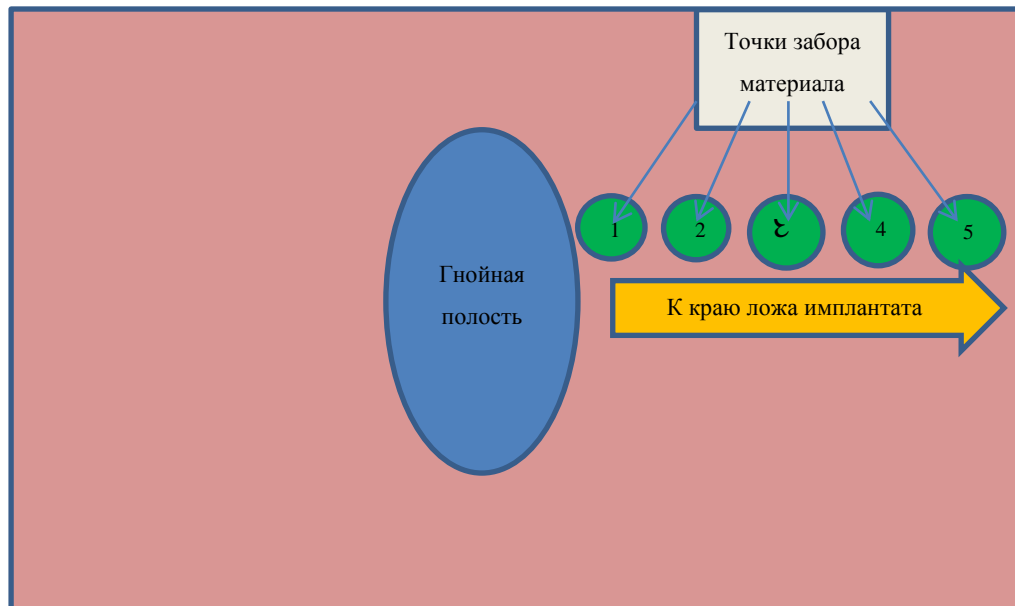 Точки забора
материала
1
2
4
5
Гнойная
полость
К краю ложа имплантата